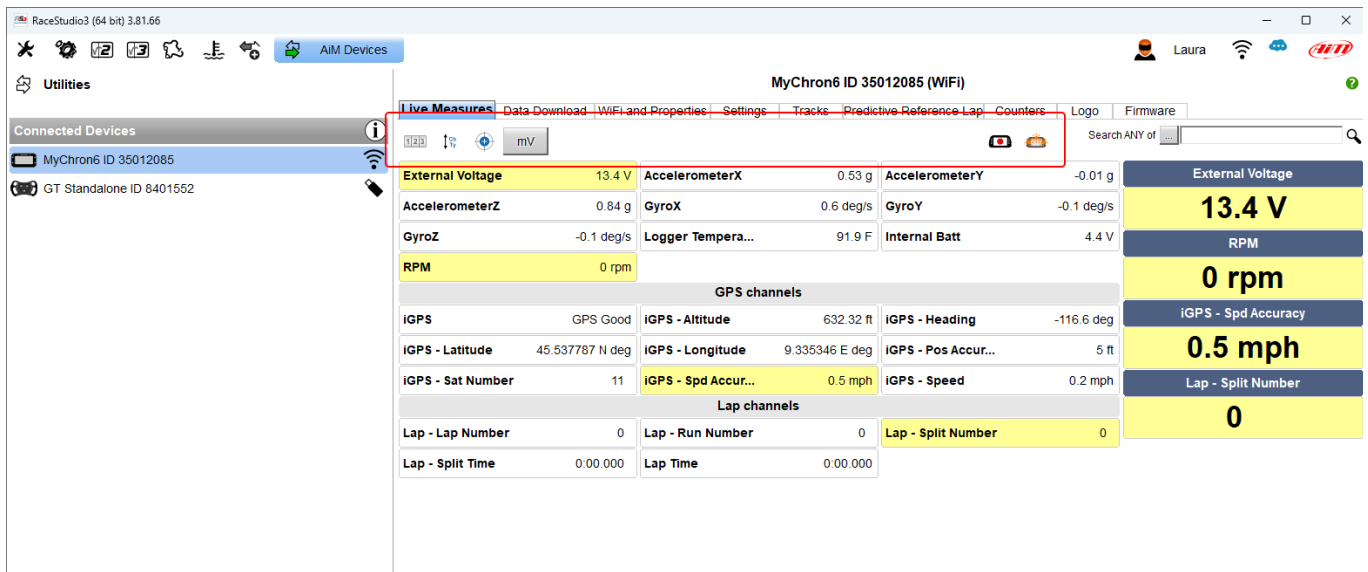 RaceStudio3 (64 bit) 3.81.66
AiM Devices
Laura
AiM
Utilities
Connected Devices
MyChron6 ID 35012085
GT Standalone ID 8401552
MyChron6 ID 35012085 (WiFi)
Live Measures Data Download WiFi and Properties Settings Tracks Predictive Reference Lap Counters Logo Firmware
123 mV Search ANY of ...
External Voltage 13.4 V AccelerometerX 0.53 g AccelerometerY -0.01 g
AccelerometerZ 0.84 g GyroX 0.6 deg/s GyroY -0.1 deg/s
GyroZ -0.1 deg/s Logger Tempera... 91.9 F Internal Batt 4.4 V
RPM 0 rpm
GPS channels
iGPS GPS Good iGPS - Altitude 632.32 ft iGPS - Heading -116.6 deg
iGPS - Latitude 45.537787 N deg iGPS - Longitude 9.335346 E deg iGPS - Pos Accur... 5 ft
iGPS - Sat Number 11 iGPS - Spd Accur... 0.5 mph iGPS - Speed 0.2 mph
Lap channels
Lap - Lap Number 0 Lap - Run Number 0 Lap - Split Number 0
Lap - Split Time 0:00.000 Lap Time 0:00.000
External Voltage
13.4 V
RPM
0 rpm
iGPS - Spd Accuracy
0.5 mph
Lap - Split Number
0